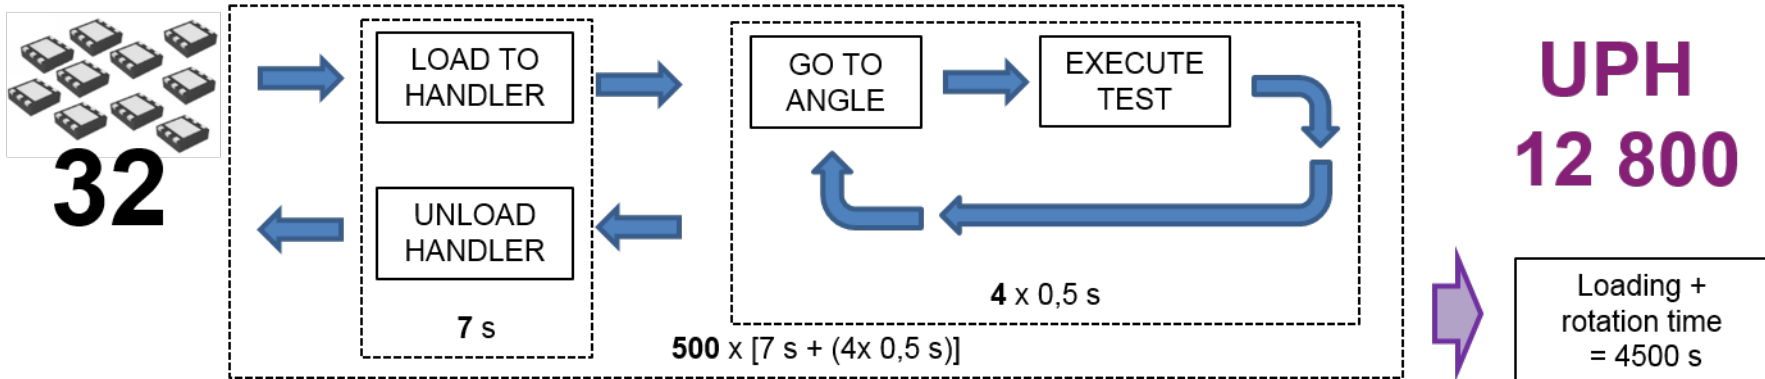 32
LOAD TO
HANDLER
UNLOAD
HANDLER
7 s
GO TO
ANGLE
EXECUTE
TEST
4 x 0,5 s
500 x [7 s + (4x 0,5 s)]
UPH
12 800
Loading +
rotation time
= 4500 s